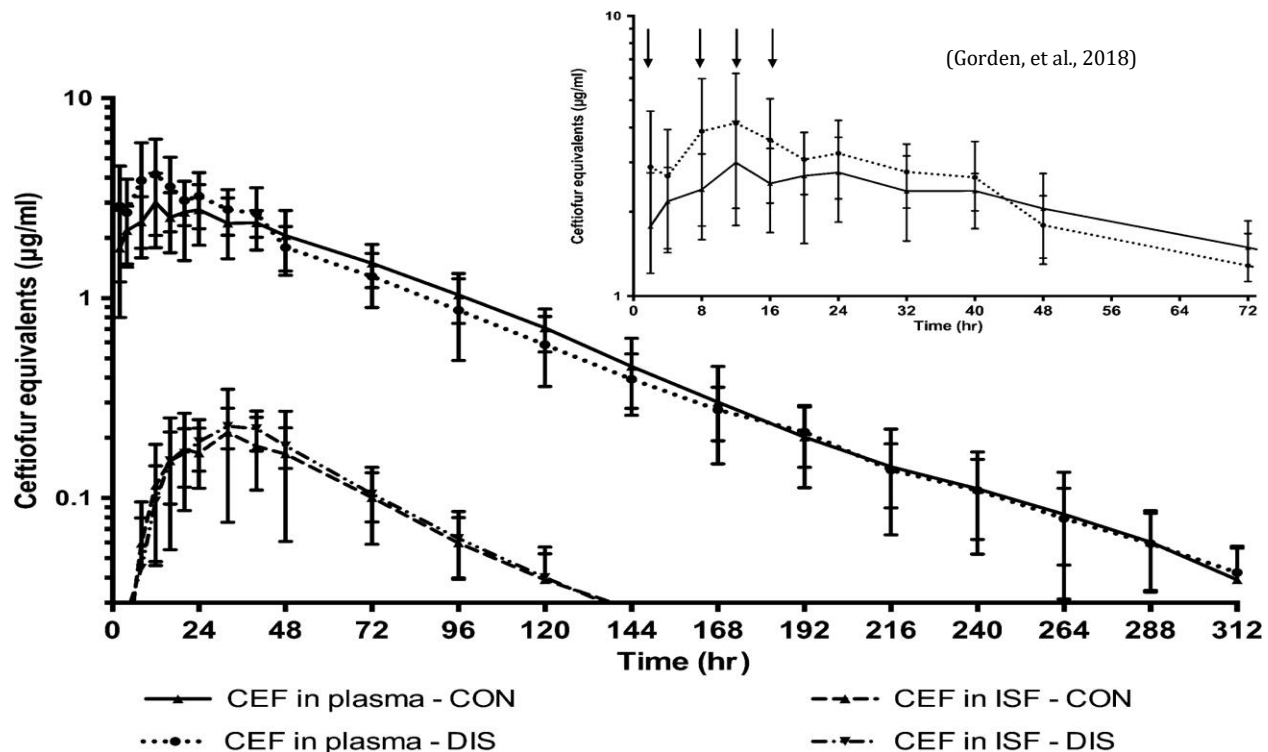 10
(Gorden, et al., 2018)
Ceftiofur equivalents (µg/ml)
1
0 8 16 24 32 40 48 56 64 72
Time (hr)
10
1
0.1
Ceftiofur equivalents (µg/ml)
0 24 48 72 96 120 144 168 192 216 240 264 288 312
Time (hr)
CEF in plasma - CON
CEF in ISF - CON
CEF in plasma - DIS
CEF in ISF - DIS